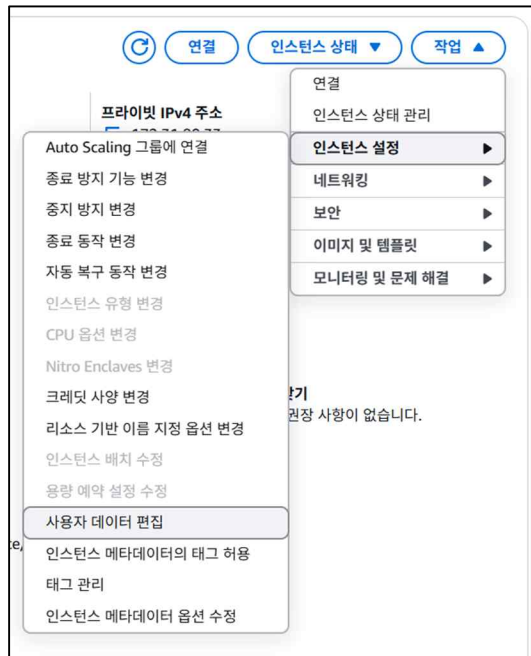 연결
인스턴스 상태 ▼
작업 ▲
연결
인스턴스 상태 관리
인스턴스 설정 ▶
네트워킹 ▶
보안 ▶
이미지 및 템플릿 ▶
모니터링 및 문제 해결 ▶
프라이빗 IPv4 주소
Auto Scaling 그룹에 연결
종료 방지 기능 변경
중지 방지 변경
종료 동작 변경
자동 복구 동작 변경
인스턴스 유형 변경
CPU 옵션 변경
Nitro Enclaves 변경
크레딧 사양 변경
리소스 기반 이름 지정 옵션 변경
인스턴스 배치 수정
용량 예약 설정 수정
사용자 데이터 편집
인스턴스 메타데이터의 태그 허용
태그 관리
인스턴스 메타데이터 옵션 수정
권장 사항이 없습니다.